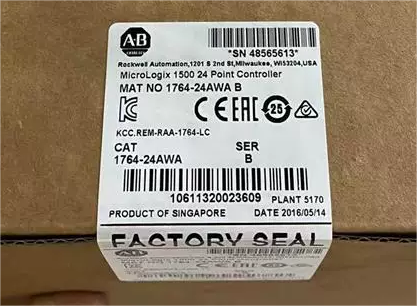 A-B
*SN 48565613*
Rockwell Automation,1201 S 2nd St,Milwaukee, WI53204,USA
MicroLogix 1500 24 Point Controller
MAT NO 1764-24AWA B
KC CE 25
KCC.REM-RAA-1764-LC
CAT SER
1764-24AWA B
10611320023609 PLANT 5170
PRODUCT OF SINGAPORE DATE 2016/05/14
FACTORY SEAL